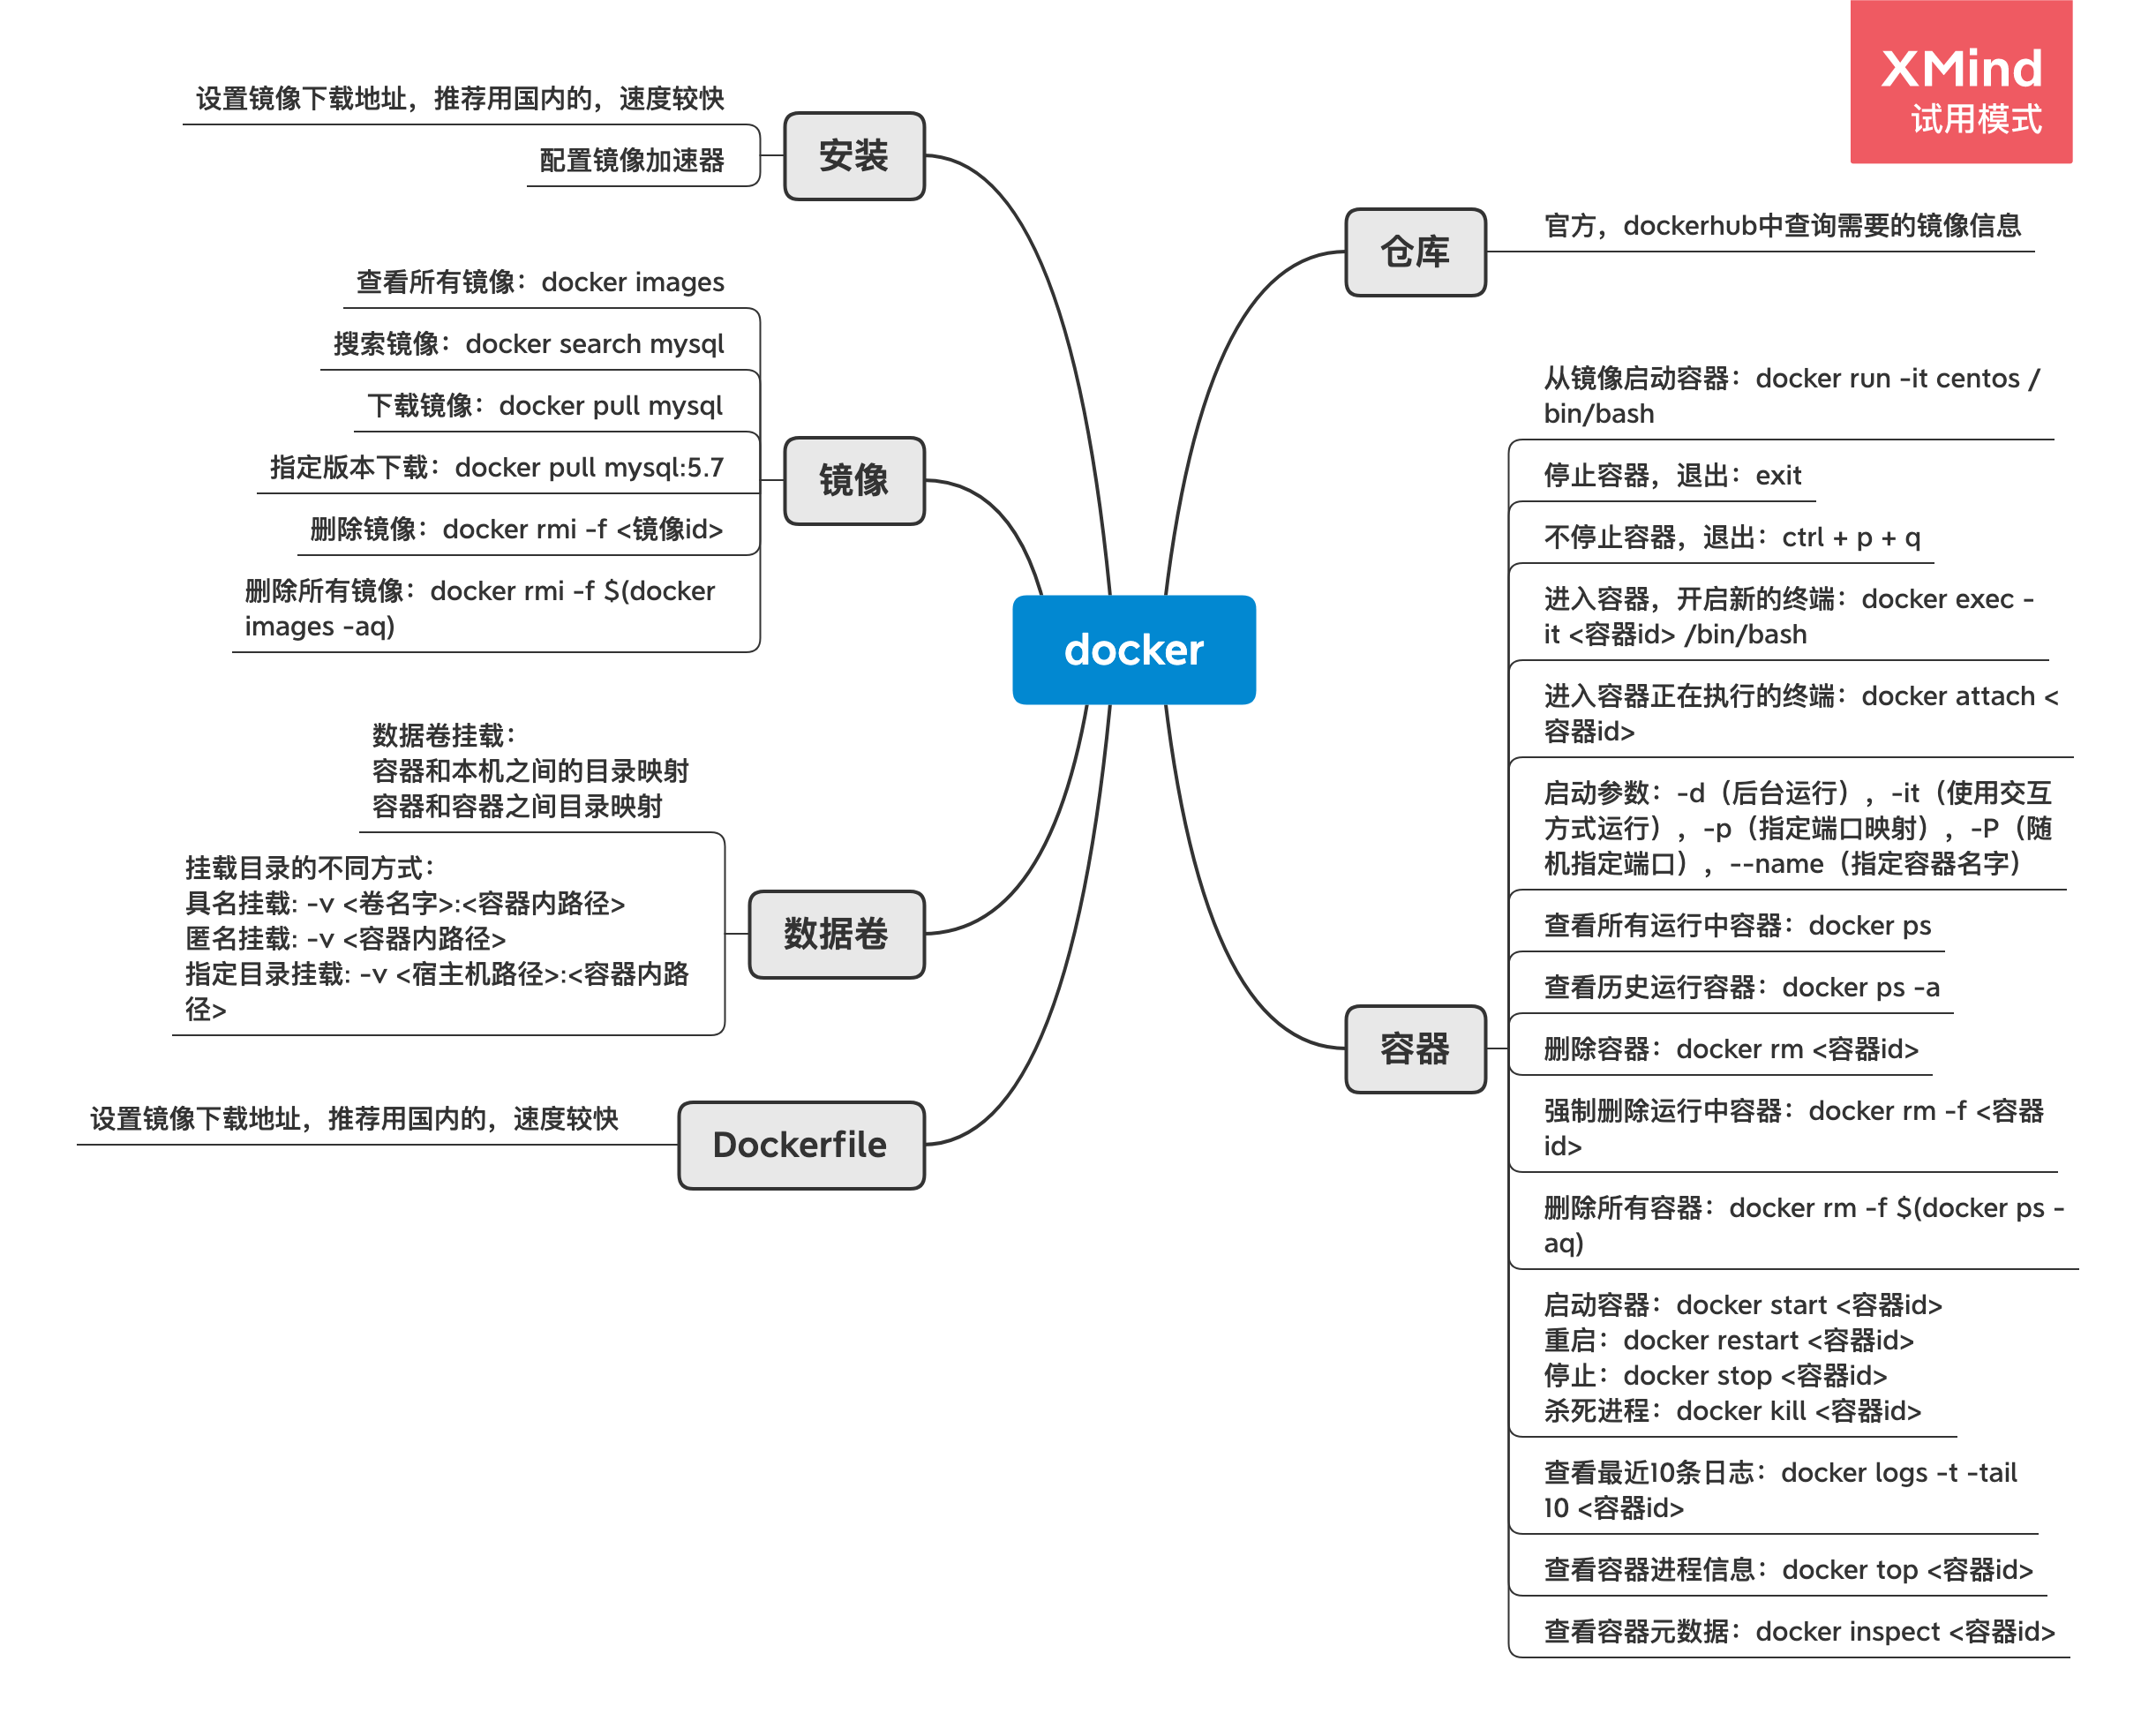 XMind
试用模式
docker
安装
设置镜像下载地址，推荐用国内的，速度较快
配置镜像加速器
镜像
查看所有镜像：docker images
搜索镜像：docker search mysql
下载镜像：docker pull mysql
指定版本下载：docker pull mysql:5.7
删除镜像：docker rmi -f <镜像id>
删除所有镜像：docker rmi -f $(docker
images -aq)
数据卷
数据卷挂载：
容器和本机之间的目录映射
容器和容器之间目录映射
挂载目录的不同方式：
具名挂载: -v <卷名字>:<容器内路径>
匿名挂载: -v <容器内路径>
指定目录挂载: -v <宿主机路径>:<容器内路
径>
Dockerfile
设置镜像下载地址，推荐用国内的，速度较快
仓库
官方，dockerhub中查询需要的镜像信息
容器
从镜像启动容器：docker run -it centos /
bin/bash
停止容器，退出：exit
不停止容器，退出：ctrl + p + q
进入容器，开启新的终端：docker exec -
it <容器id> /bin/bash
进入容器正在执行的终端：docker attach <
容器id>
启动参数：-d（后台运行），-it（使用交互
方式运行），-p（指定端口映射），-P（随
机指定端口），--name（指定容器名字）
查看所有运行中容器：docker ps
查看历史运行容器：docker ps -a
删除容器：docker rm <容器id>
强制删除运行中容器：docker rm -f <容器
id>
删除所有容器：docker rm -f $(docker ps -
aq)
启动容器：docker start <容器id>
重启：docker restart <容器id>
停止：docker stop <容器id>
杀死进程：docker kill <容器id>
查看最近10条日志：docker logs -t -tail
10 <容器id>
查看容器进程信息：docker top <容器id>
查看容器元数据：docker inspect <容器id>